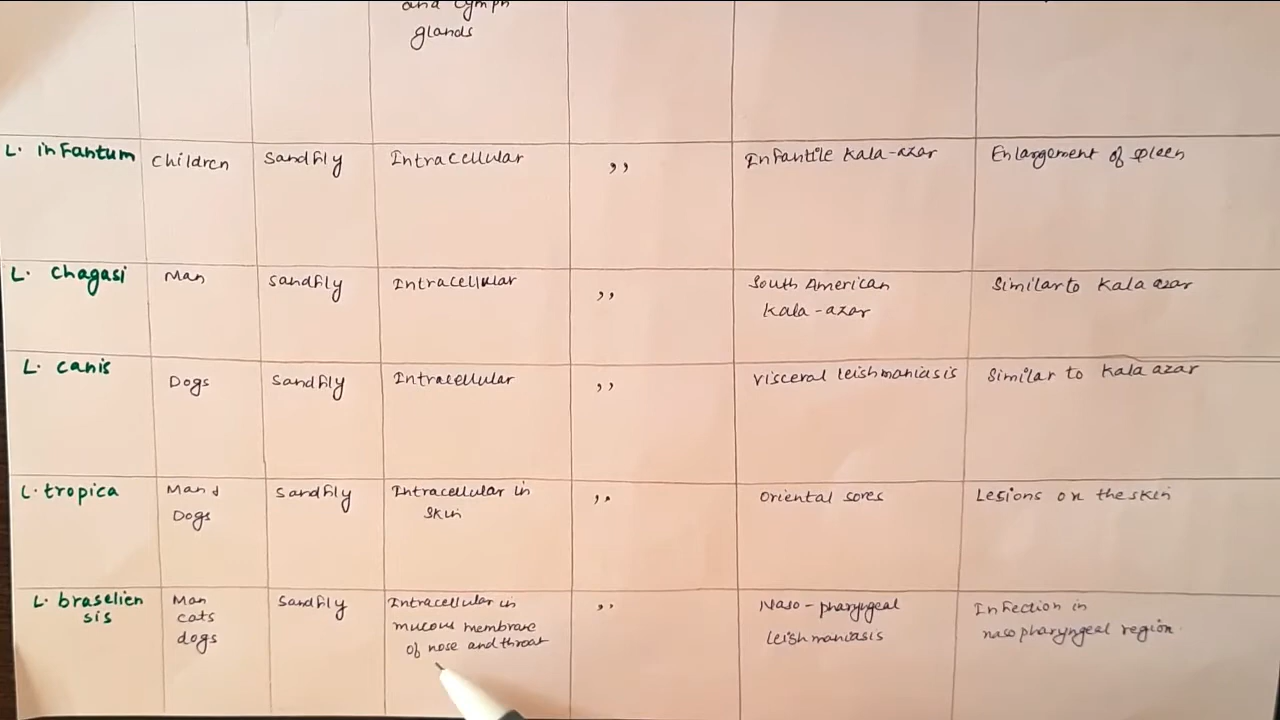 and lymph
glands
L. infantum
Children
Sandfly
Intracellular
,,
Infantile Kala-azar
Enlargement of spleen
L. Chagasi
Man
Sandfly
Intracellular
,,
South American
Kala-azar
Similar to Kala azar
L. canis
Dogs
Sandfly
Intracellular
,,
Visceral leishmaniasis
Similar to Kala azar
L. tropica
Man &
Dogs
Sandfly
Intracellular in
Skin
,,
Oriental sores
Lesions on the skin
L. braselien
sis
Man
cats
dogs
Sandfly
Intracellular in
mucous membrane
of nose and throat
,,
Naso-pharyngeal
leishmaniasis
Infection in
nasopharyngeal region.